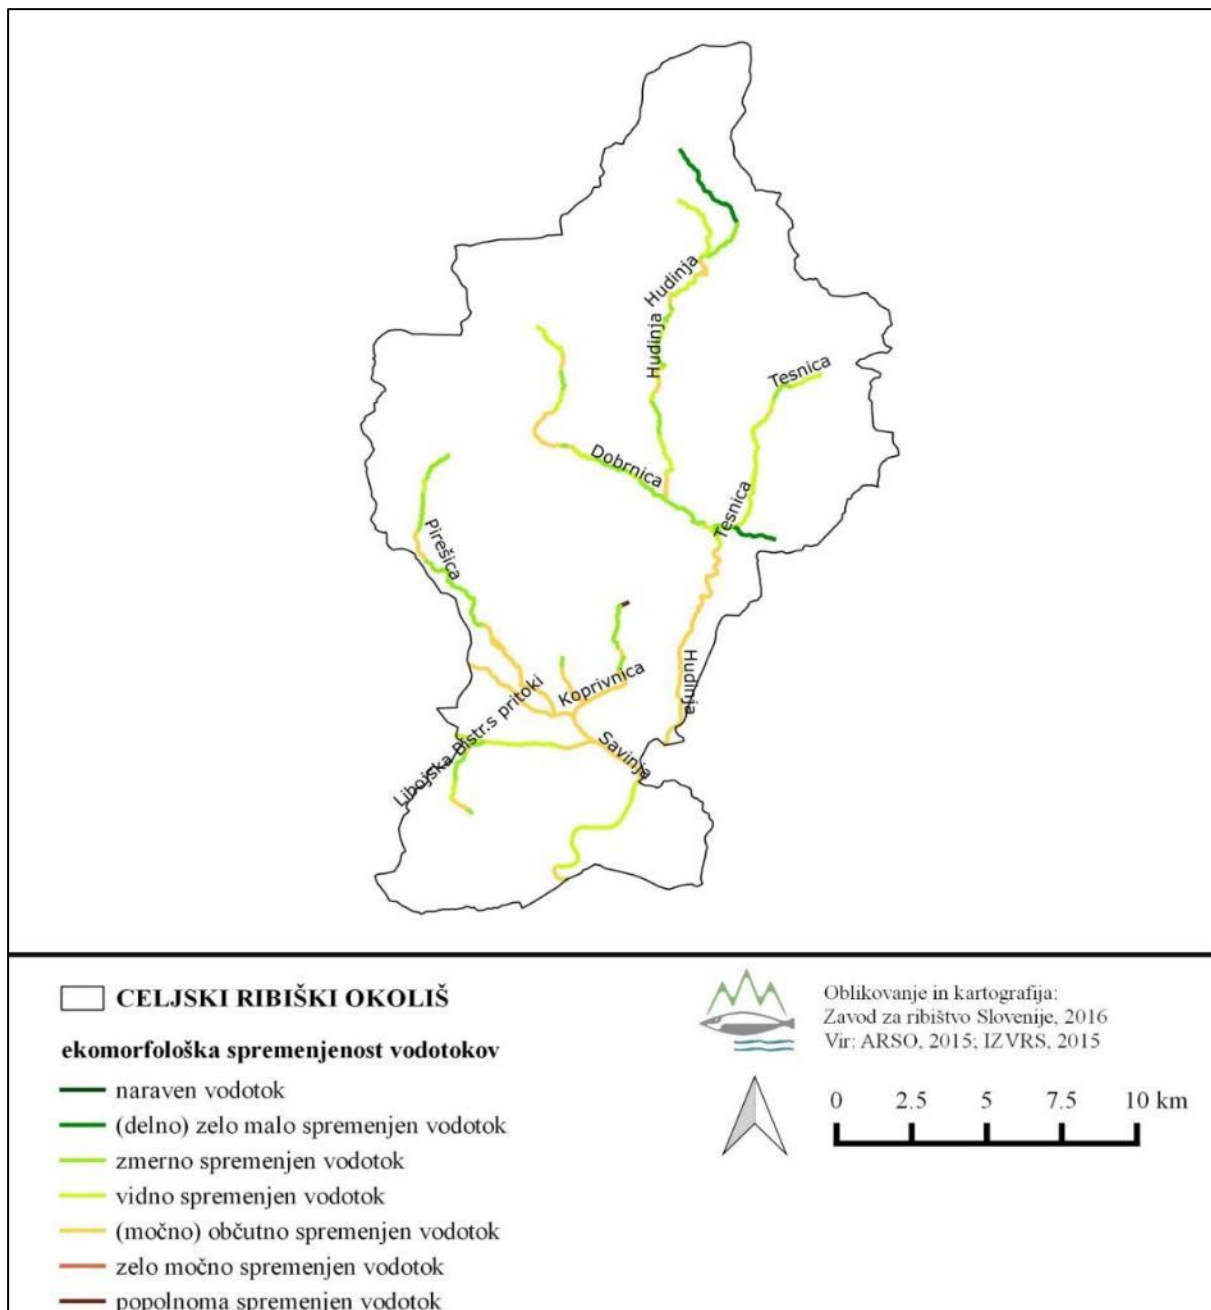 Hudinja
Hudinja
Tesnica
Dobrnica
Tesnica
Pirešica
Hudinja
Koprivnica
Libojska Bistr.s pritoki
Savinja
CELJSKI RIBIŠKI OKOLIŠ
ekomorfološka spremenjenost vodotokov
naraven vodotok
(delno) zelo malo spremenjen vodotok
zmerno spremenjen vodotok
vidno spremenjen vodotok
(močno) občutno spremenjen vodotok
zelo močno spremenjen vodotok
popolnoma spremenjen vodotok
Oblikovanje in kartografija:
Zavod za ribištvo Slovenije, 2016
Vir: ARSO, 2015; IZVRS, 2015
0 2.5 5 7.5 10 km